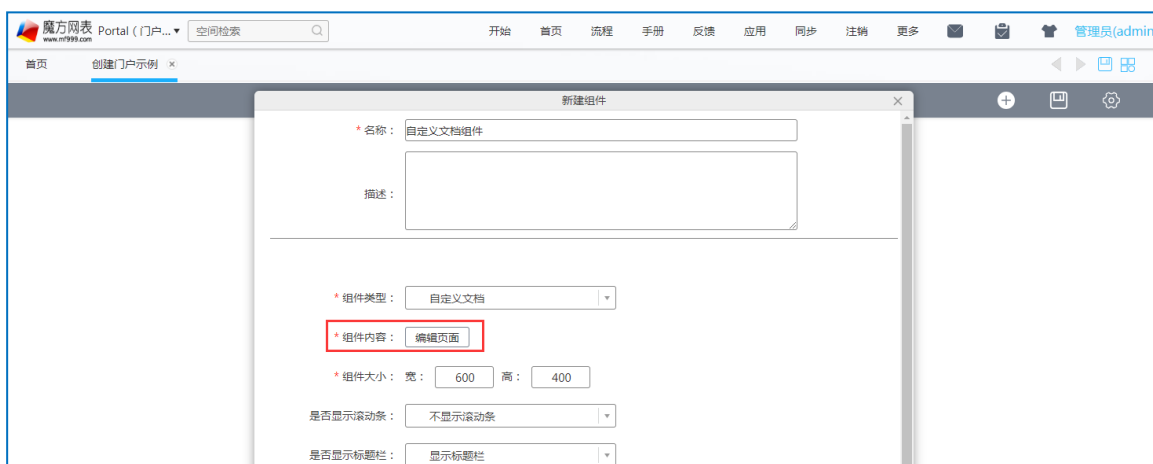 魔方网表 www.mf999.com Portal ( 门户...▼ 空间检索 开始 首页 流程 手册 反馈 应用 同步 注销 更多 管理员(admin
首页 创建门户示例 ×
新建组件 ×
* 名称： 自定义文档组件
描述：
* 组件类型： 自定义文档
* 组件内容： 编辑页面
* 组件大小： 宽： 600 高： 400
是否显示滚动条： 不显示滚动条
是否显示标题栏： 显示标题栏